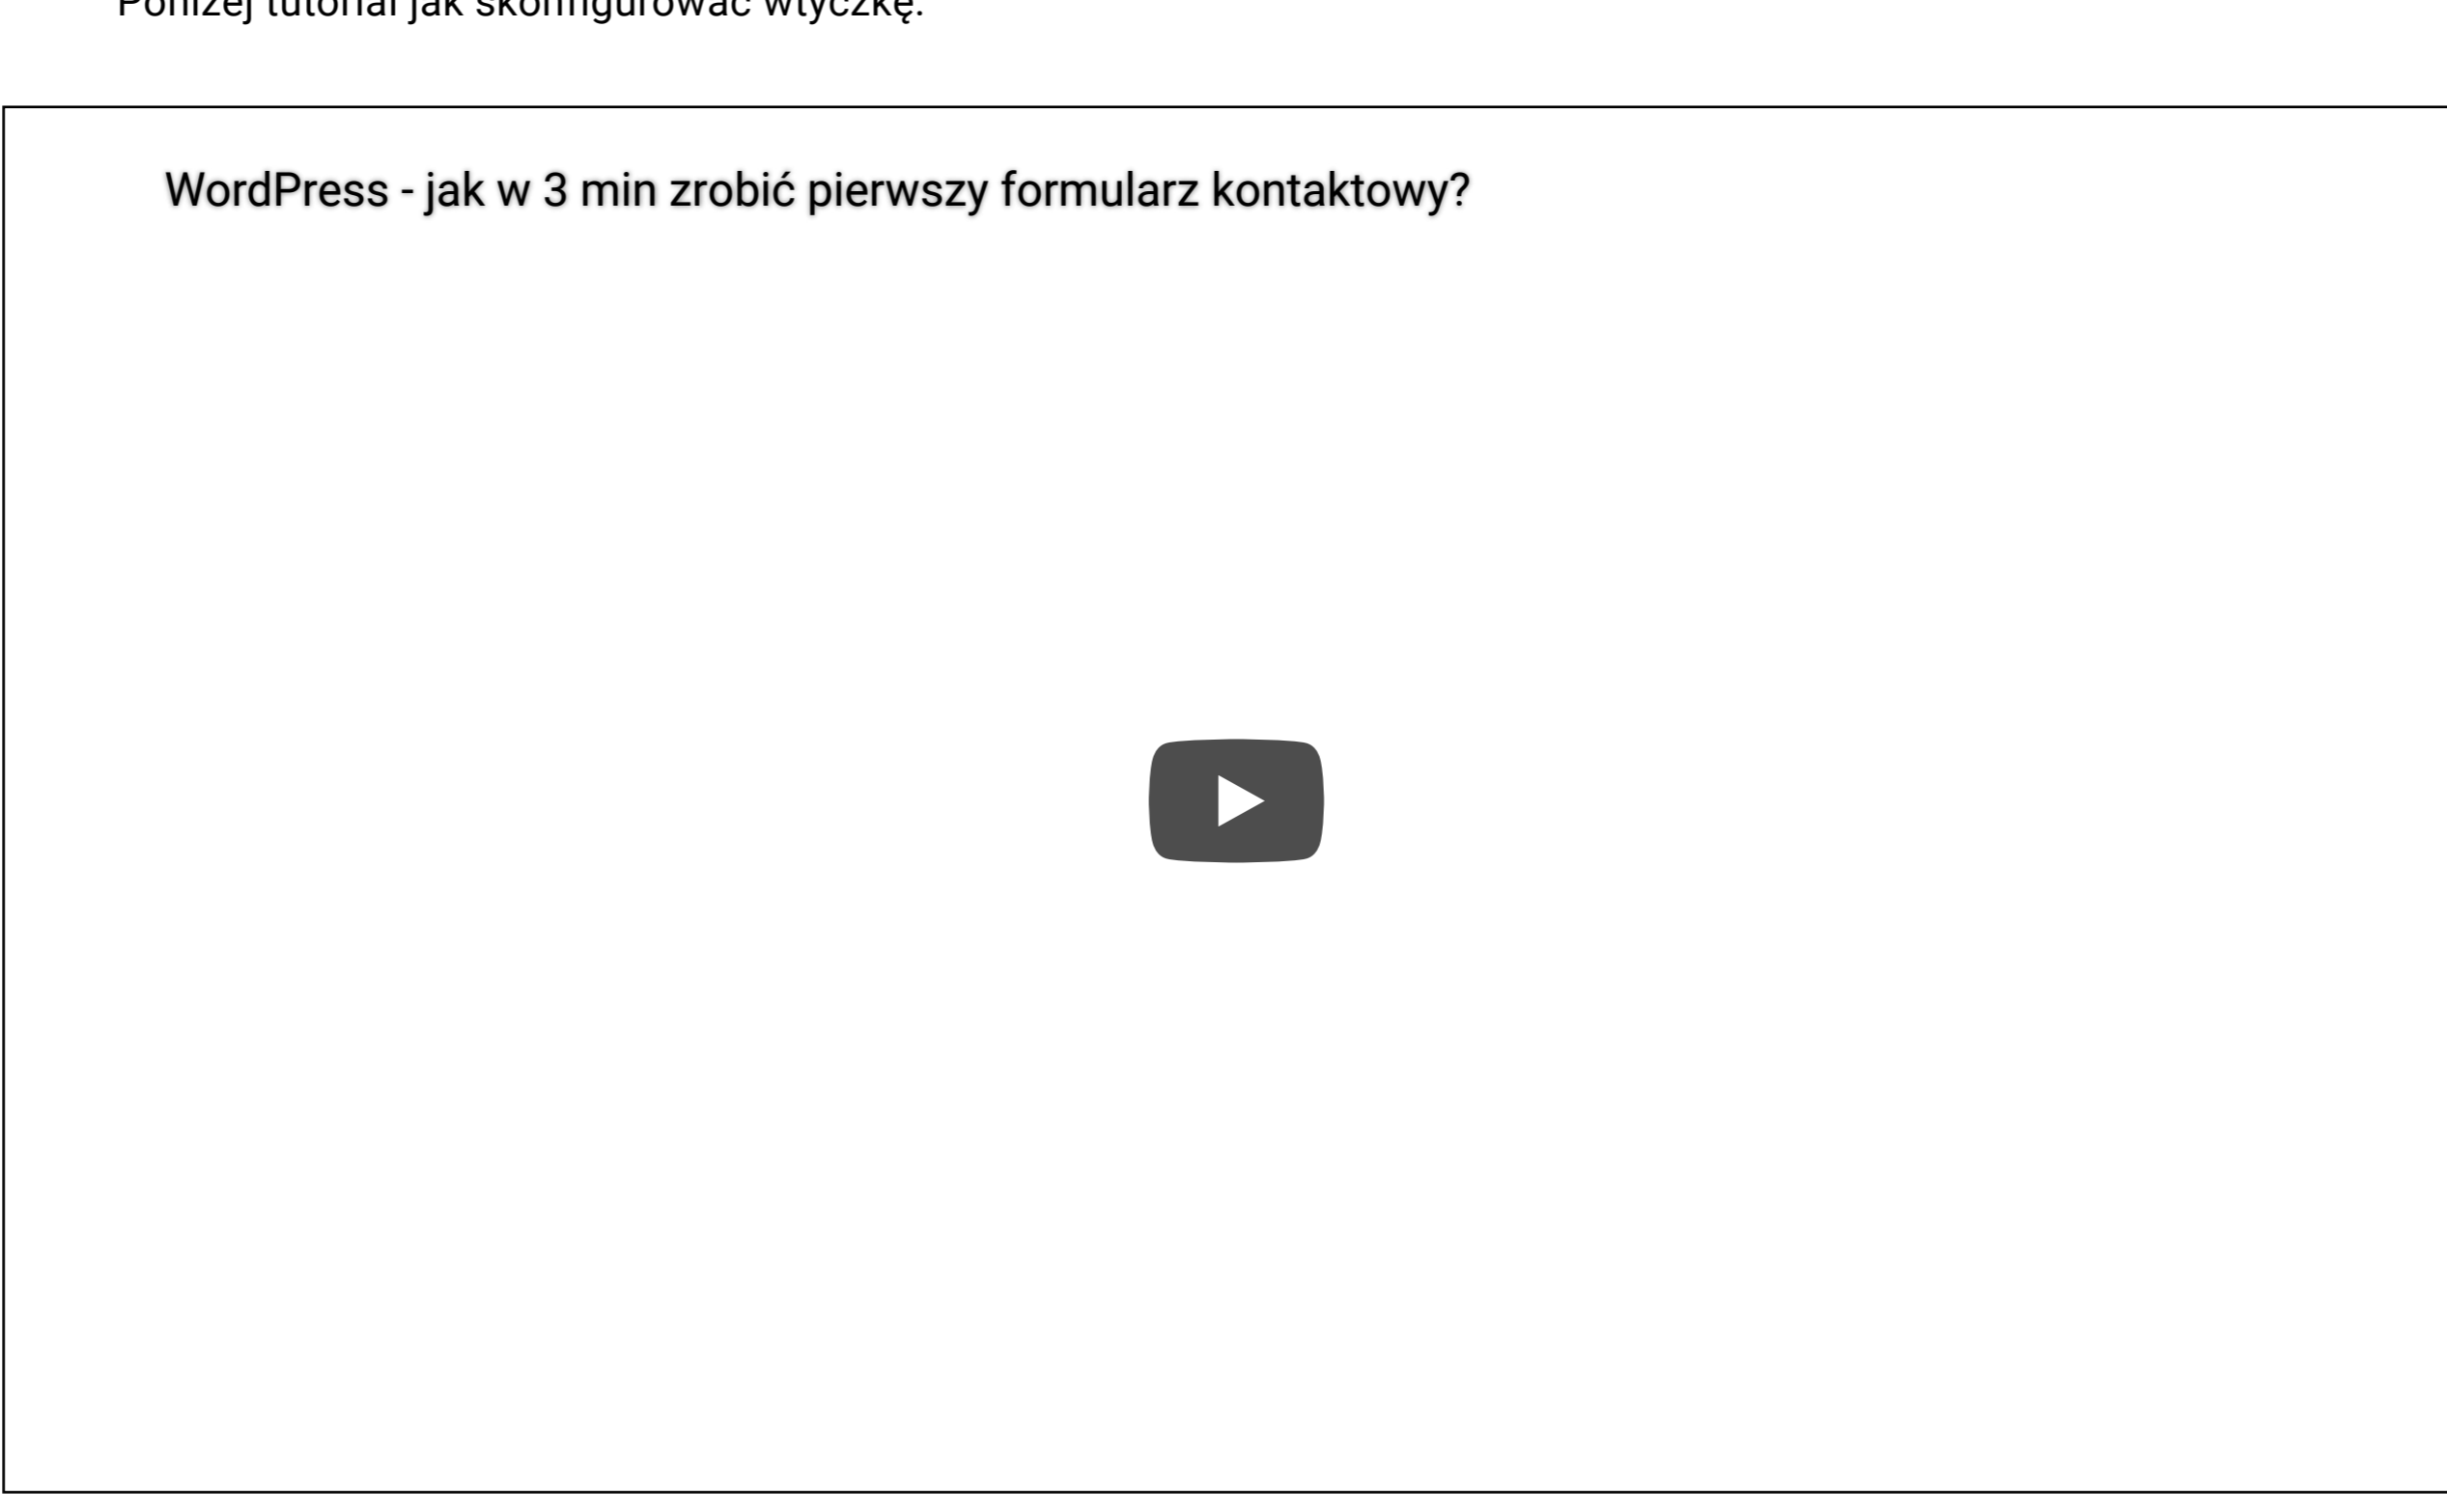 Poniżej tutorial jak skonfigurować wtyczkę.
WordPress - jak w 3 min zrobić pierwszy formularz kontaktowy?